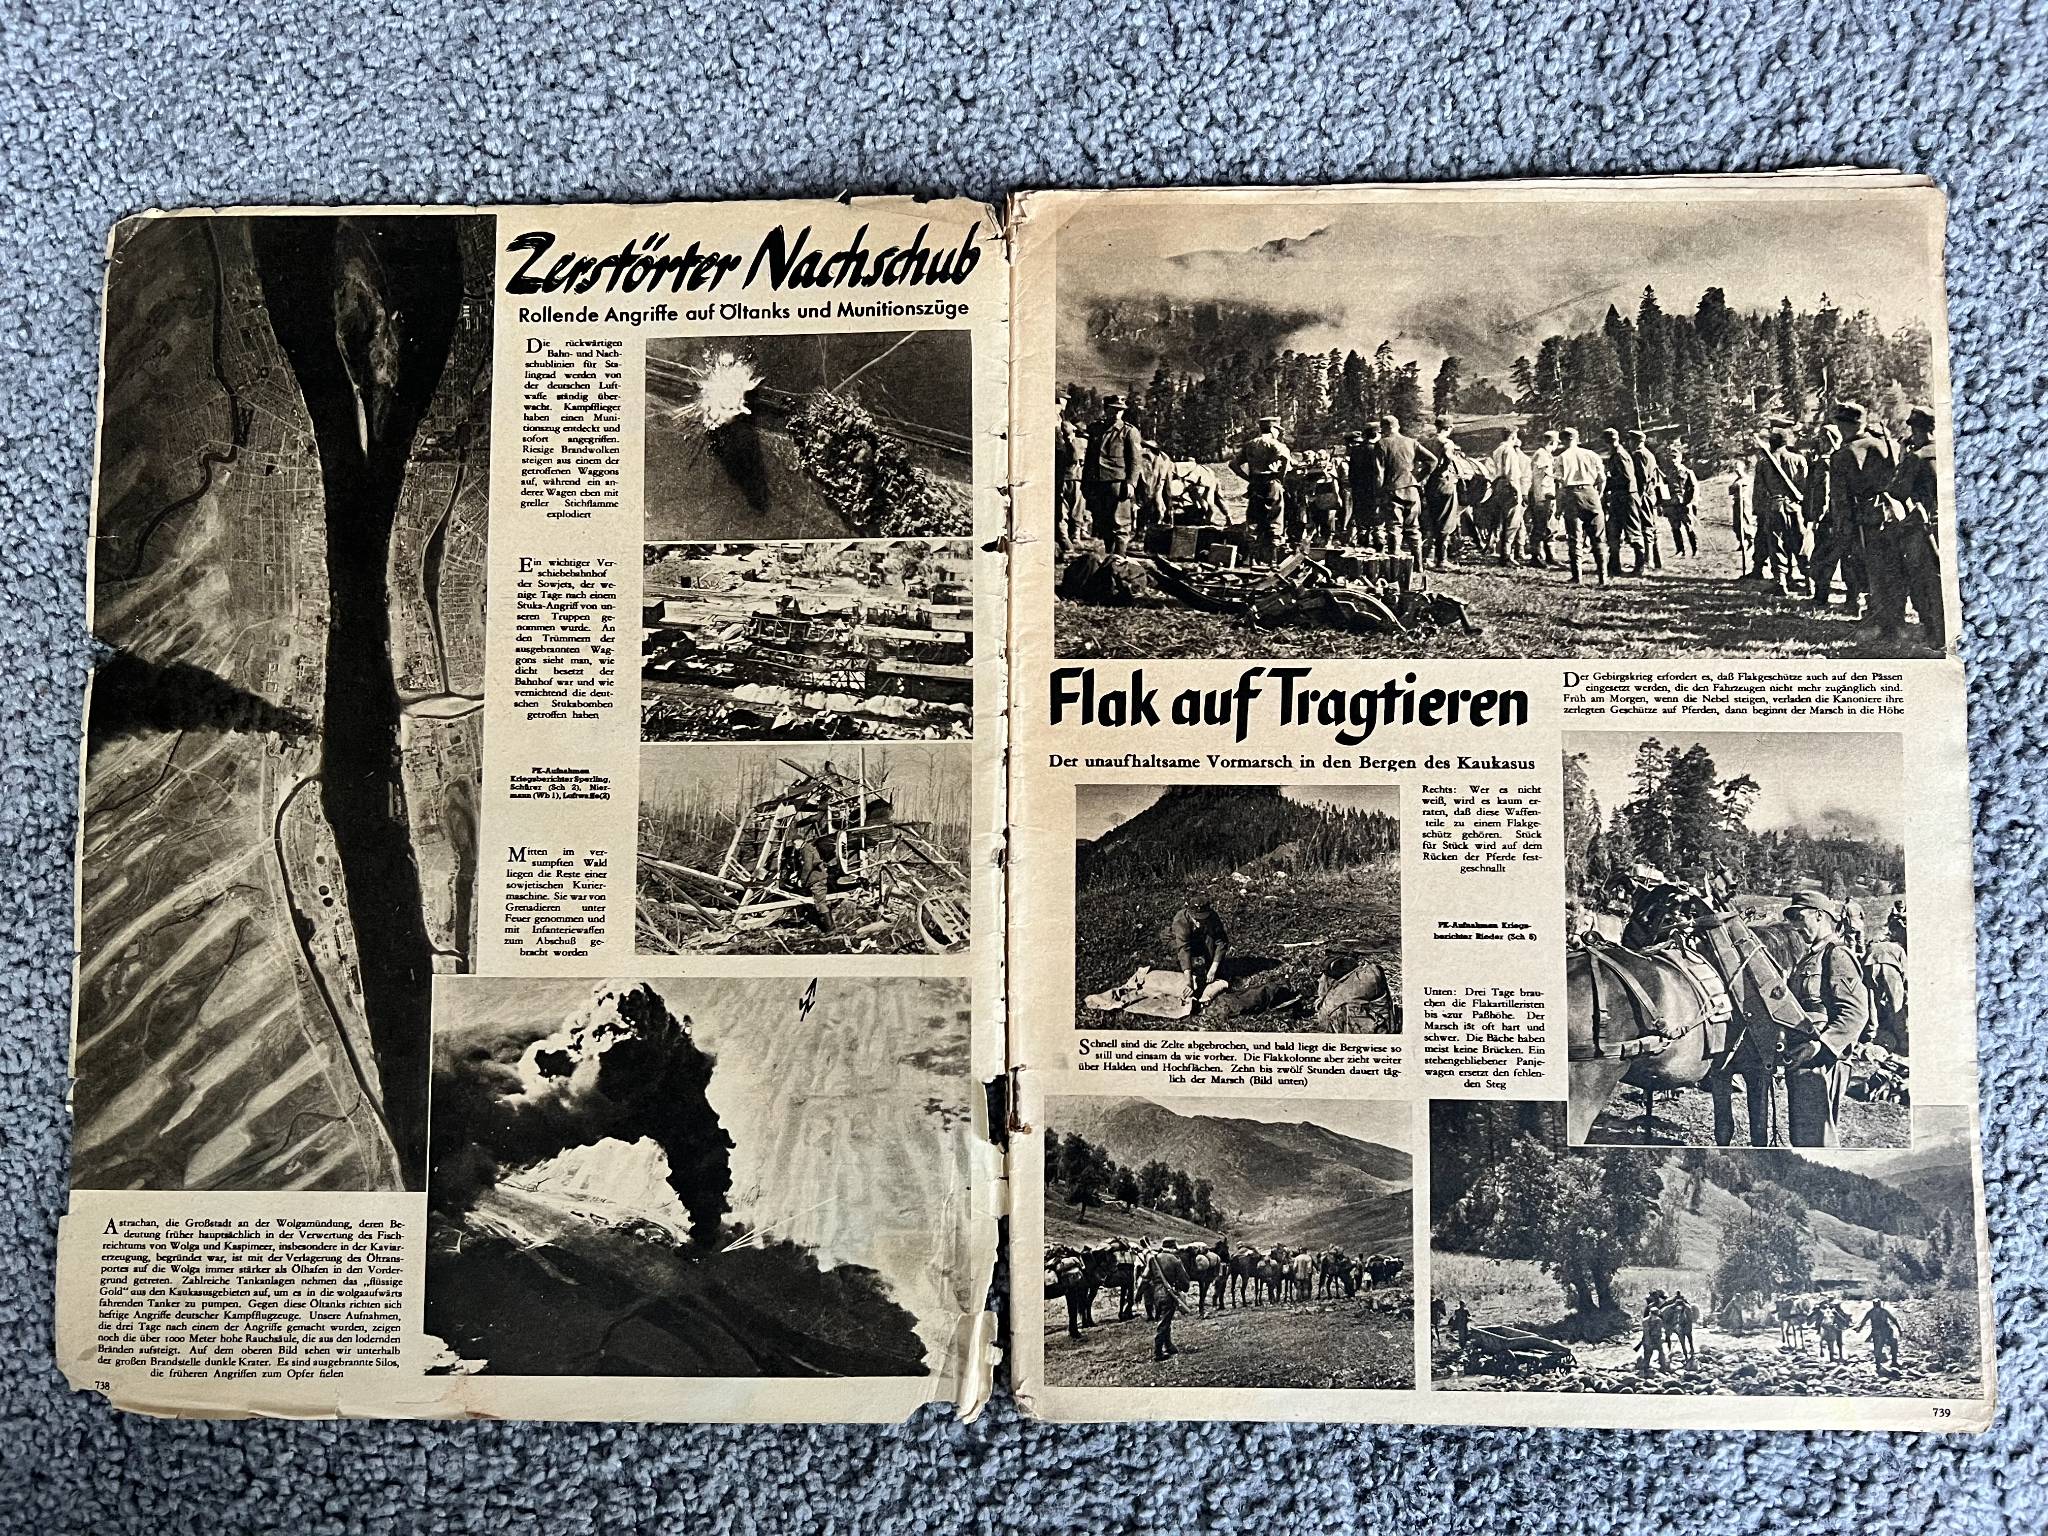 Zerstörter Nachschub
Rollende Angriffe auf Öltanks und Munitionszüge
Die rückwärtigen
Bahn- und Nach-
schublinien für Sta-
lingrad werden von
der deutschen Luft-
waffe ständig über-
wacht. Kampfflieger
haben einen Muni-
tionszug entdeckt und
sofort angegriffen.
Riesige Brandwolken
steigen aus einem der
getroffenen Waggons
auf, während ein an-
derer Wagen eben mit
greller Stichflamme
explodiert
Ein wichtiger Ver-
schiebebahnhof
der Sowjets, der we-
nige Tage nach einem
Stuka-Angriff von un-
seren Truppen ge-
nommen wurde. An
den Trümmern der
ausgebrannten Wag-
gons sieht man, wie
dicht besetzt der
Bahnhof war und wie
vernichtend die deut-
schen Stukabomben
getroffen haben
PK-Aufnahmen
Kriegsberichter Sperling,
Schürer (Sch 2), Nier-
mann (Wb 1), Luftwaffe(2)
Mitten im ver-
sumpften Wald
liegen die Reste einer
sowjetischen Kurier-
maschine. Sie war von
Grenadieren unter
Feuer genommen und
mit Infanteriewaffen
zum Abschuß ge-
bracht worden
Astrachan, die Großstadt an der Wolgamündung, deren Be-
deutung früher hauptsächlich in der Verwertung des Fisch-
reichtums von Wolga und Kaspimeer, insbesondere in der Kaviar-
erzeugung, begründet war, ist mit der Verlagerung des Öltrans-
portes auf die Wolga immer stärker als Ölhafen in den Vorder-
grund getreten. Zahlreiche Tankanlagen nehmen das „flüssige
Gold“ aus den Kaukasusgebieten auf, um es in die wolgaaufwärts
fahrenden Tanker zu pumpen. Gegen diese Öltanks richten sich
heftige Angriffe deutscher Kampfflugzeuge. Unsere Aufnahmen,
die drei Tage nach einem der Angriffe gemacht wurden, zeigen
noch die über 1000 Meter hohe Rauchsäule, die aus den lodernden
Bränden aufsteigt. Auf dem oberen Bild sehen wir unterhalb
der großen Brandstelle dunkle Krater. Es sind ausgebrannte Silos,
die früheren Angriffen zum Opfer fielen
738
Flak auf Tragtieren
Der unaufhaltsame Vormarsch in den Bergen des Kaukasus
Der Gebirgskrieg erfordert es, daß Flakgeschütze auch auf den Pässen
eingesetzt werden, die den Fahrzeugen nicht mehr zugänglich sind.
Früh am Morgen, wenn die Nebel steigen, verladen die Kanoniere ihre
zerlegten Geschütze auf Pferden, dann beginnt der Marsch in die Höhe
Rechts: Wer es nicht
weiß, wird es kaum er-
raten, daß diese Waffen-
teile zu einem Flakge-
schütz gehören. Stück
für Stück wird auf dem
Rücken der Pferde fest-
geschnallt
PK-Aufnahmen Kriegs-
berichter Rieder (Sch 6)
Unten: Drei Tage brau-
chen die Flakartilleristen
bis zur Paßhöhe. Der
Marsch ist oft hart und
schwer. Die Bäche haben
meist keine Brücken. Ein
stehengebliebener Panje-
wagen ersetzt den fehlen-
den Steg
Schnell sind die Zelte abgebrochen, und bald liegt die Bergwiese so
still und einsam da wie vorher. Die Flakkolonne aber zieht weiter
über Halden und Hochflächen. Zehn bis zwölf Stunden dauert täg-
lich der Marsch (Bild unten)
739